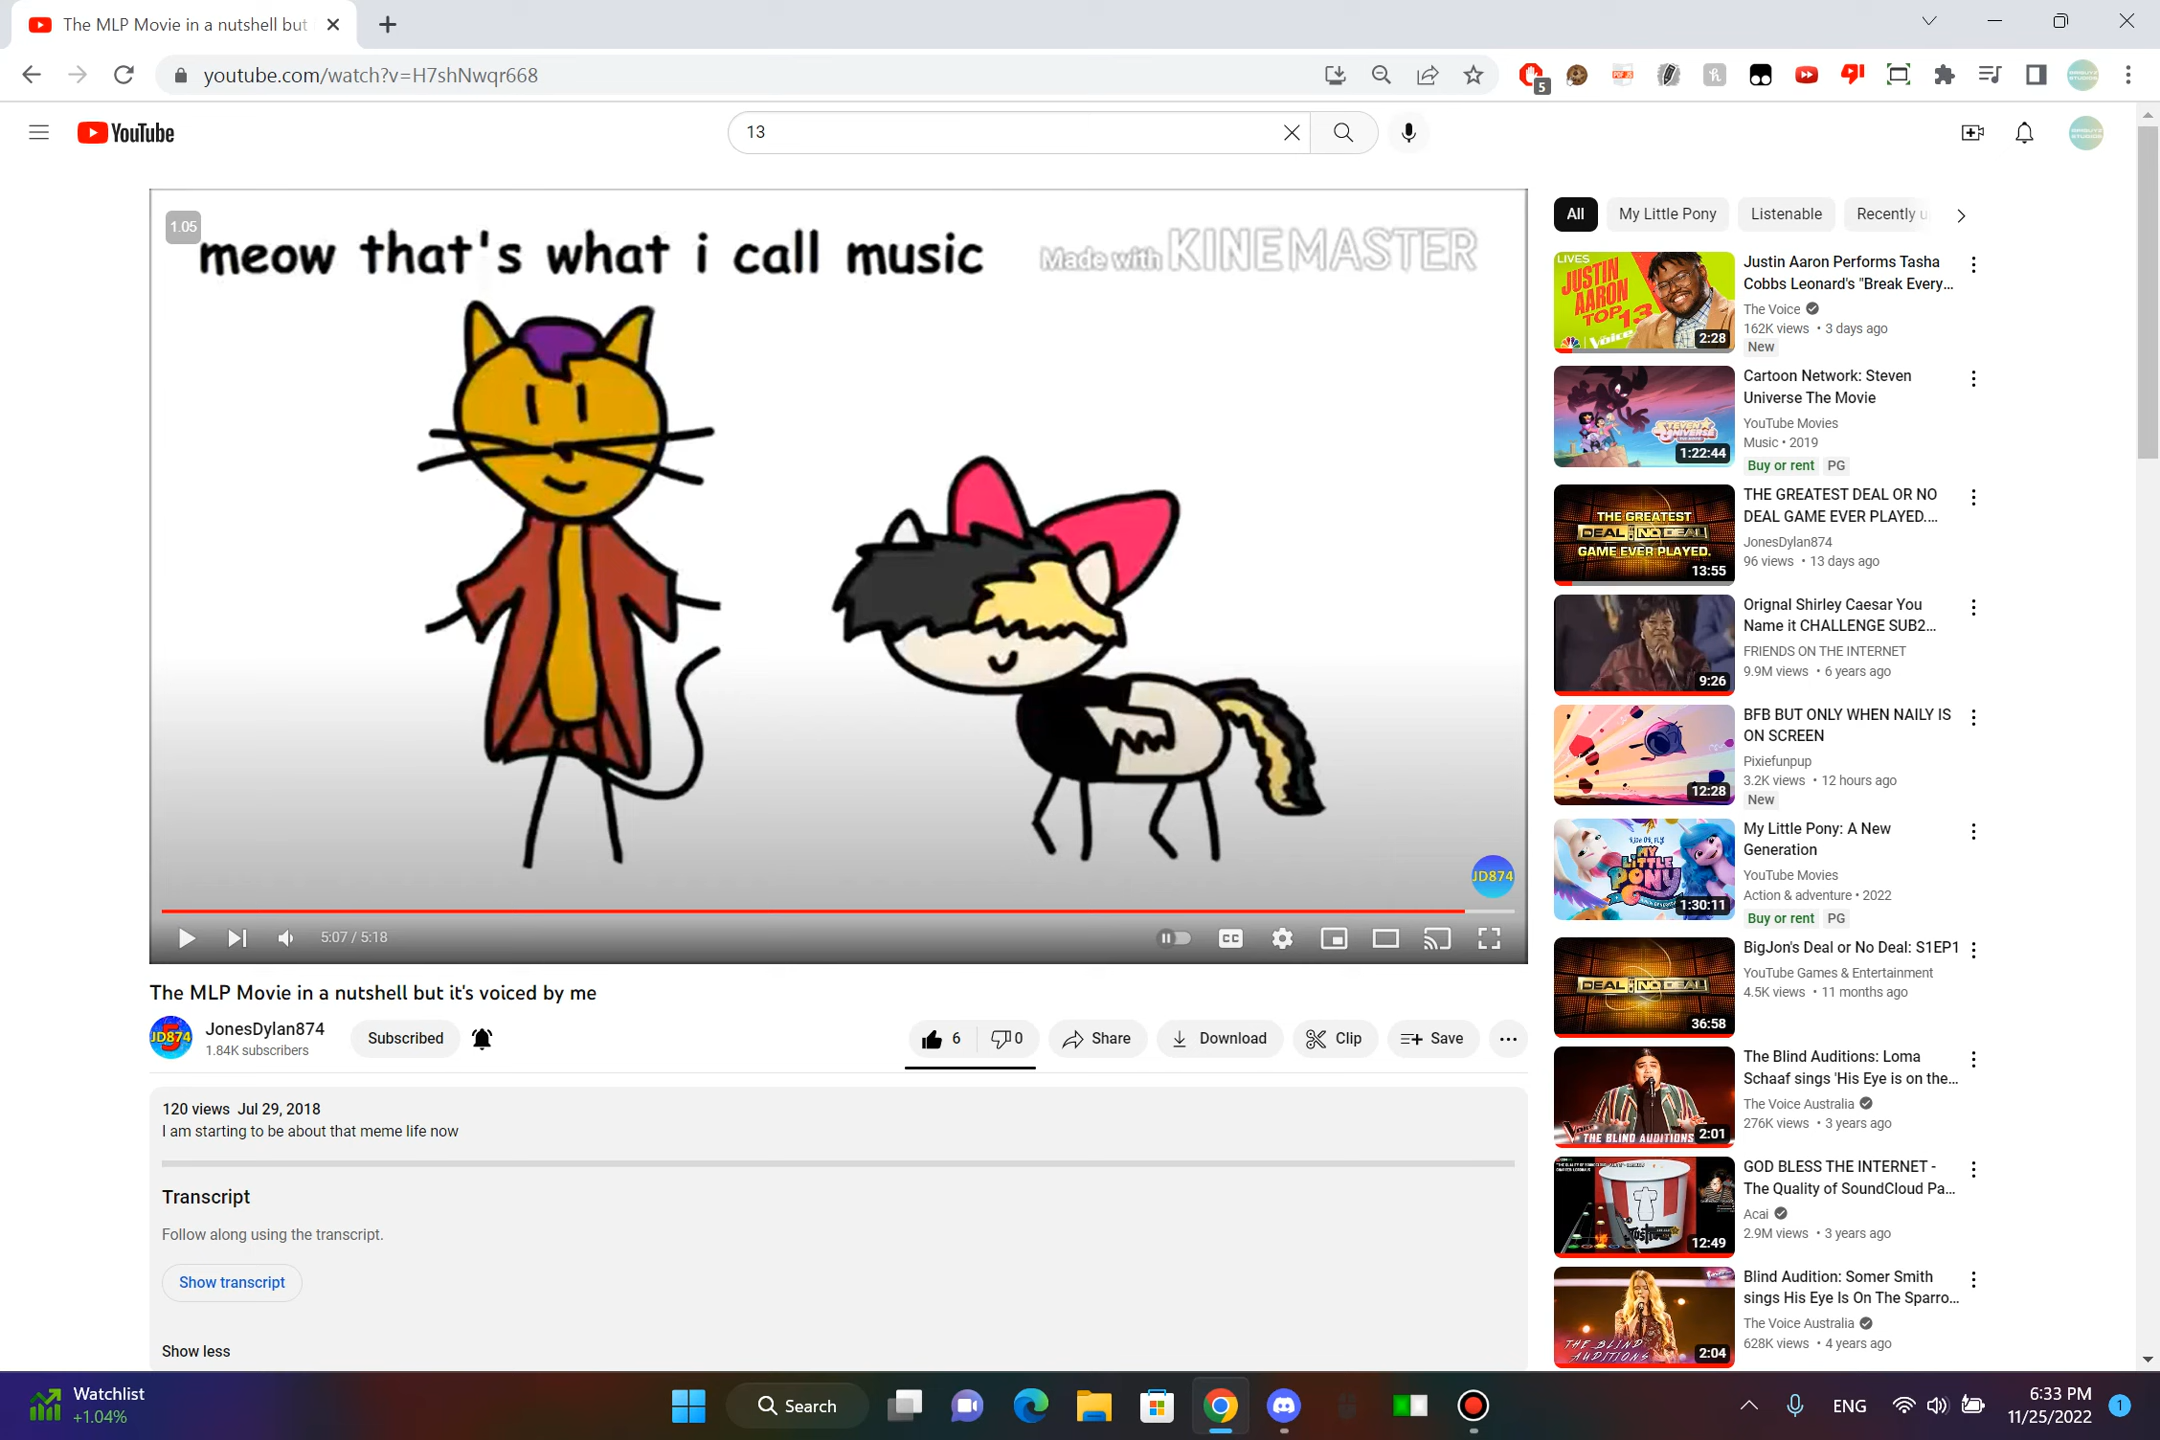 The MLP Movie in a nutshell but
youtube.com/watch?v=H7shNwqr668
5
YouTube
13
1.05
meow that's what i call music
Made with KINEMASTER
JD874
5:07 / 5:18
CC
The MLP Movie in a nutshell but it's voiced by me
JD874
5
JonesDylan874
1.84K subscribers
Subscribed
6
0
Share
Download
Clip
Save
120 views Jul 29, 2018
I am starting to be about that meme life now
Transcript
Follow along using the transcript.
Show transcript
Show less
All
My Little Pony
Listenable
Recently u
LIVES
JUSTIN
AARON
TOP 13
Voice
2:28
Justin Aaron Performs Tasha
Cobbs Leonard's "Break Every...
The Voice
162K views • 3 days ago
New
STEVEN
UNIVERSE
THE MOVIE
1:22:44
Cartoon Network: Steven
Universe The Movie
YouTube Movies
Music • 2019
Buy or rent PG
THE GREATEST
DEAL NO DEAL
GAME EVER PLAYED.
13:55
THE GREATEST DEAL OR NO
DEAL GAME EVER PLAYED....
JonesDylan874
96 views • 13 days ago
9:26
Orignal Shirley Caesar You
Name it CHALLENGE SUB2...
FRIENDS ON THE INTERNET
9.9M views • 6 years ago
12:28
BFB BUT ONLY WHEN NAILY IS
ON SCREEN
Pixiefunpup
3.2K views • 12 hours ago
New
MY
LITTLE
PONY
1:30:11
My Little Pony: A New
Generation
YouTube Movies
Action & adventure • 2022
Buy or rent PG
DEAL NO DEAL
36:58
BigJon's Deal or No Deal: S1EP1
YouTube Games & Entertainment
4.5K views • 11 months ago
THE BLIND AUDITIONS
2:01
The Blind Auditions: Loma
Schaaf sings 'His Eye is on the...
The Voice Australia
276K views • 3 years ago
12:49
GOD BLESS THE INTERNET -
The Quality of SoundCloud Pa...
Acai
2.9M views • 3 years ago
THE BLIND
AUDITIONS
2:04
Blind Audition: Somer Smith
sings His Eye Is On The Sparro...
The Voice Australia
628K views • 4 years ago
Watchlist
+1.04%
Search
ENG
6:33 PM
11/25/2022
1